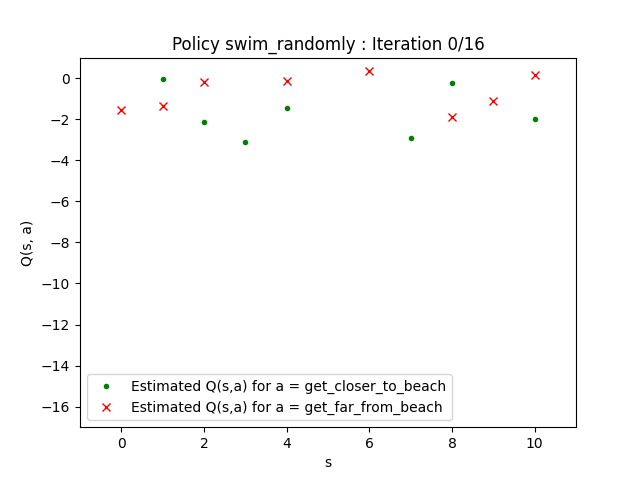 Policy swim_randomly : Iteration 0/16
Q(s, a)
0
−2
−4
−6
−8
−10
−12
−14
−16
Estimated Q(s,a) for a = get_closer_to_beach
Estimated Q(s,a) for a = get_far_from_beach
0 2 4 6 8 10
s